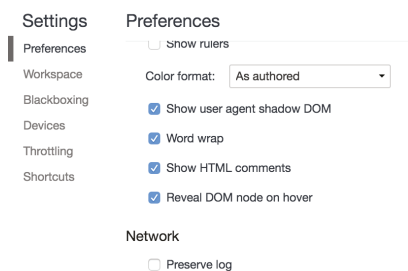 Settings
Preferences
Workspace
Blackboxing
Devices
Throttling
Shortcuts
Preferences
Show rulers
Color format: As authored
Show user agent shadow DOM
Word wrap
Show HTML comments
Reveal DOM node on hover
Network
Preserve log